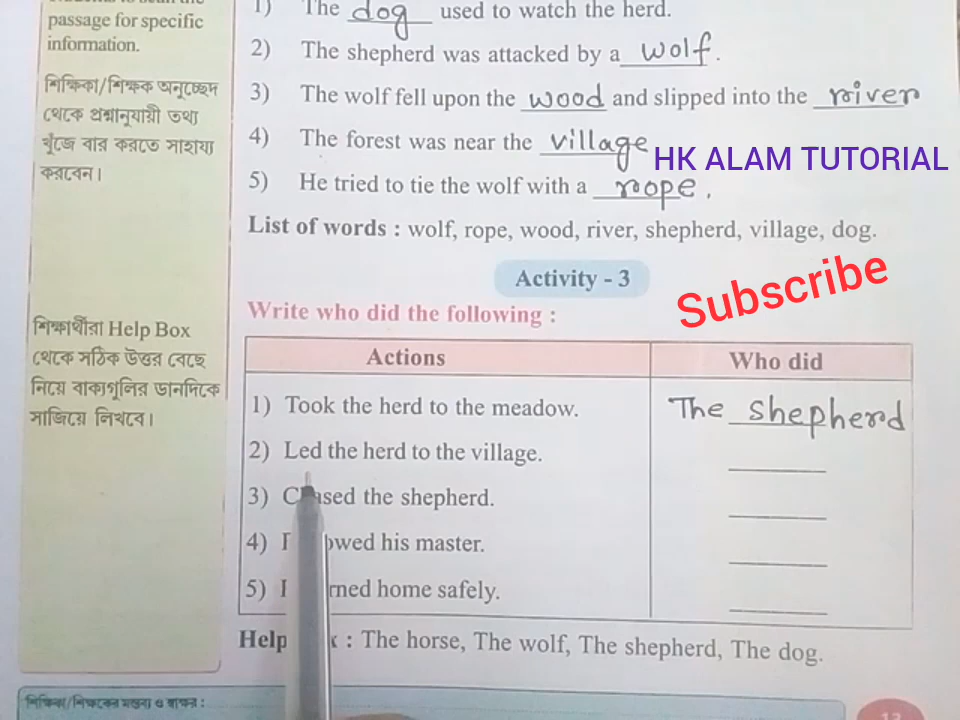 passage for specific
information.
শিক্ষিকা/শিক্ষক অনুচ্ছেদ
থেকে প্রশ্নানুযায়ী তথ্য
খুঁজে বার করতে সাহায্য
করবেন।
1) The dog used to watch the herd.
2) The shepherd was attacked by a wolf.
3) The wolf fell upon the wood and slipped into the river
4) The forest was near the village
HK ALAM TUTORIAL
5) He tried to tie the wolf with a rope.
List of words : wolf, rope, wood, river, shepherd, village, dog.
Activity - 3
Subscribe
Write who did the following :
শিক্ষার্থীরা Help Box
থেকে সঠিক উত্তর বেছে
নিয়ে বাক্যগুলির ডানদিকে
সাজিয়ে লিখবে।
Actions Who did
1) Took the herd to the meadow. The shepherd
2) Led the herd to the village.
3) the shepherd.
4) his master.
5) home safely.
Help : The horse, The wolf, The shepherd, The dog.
শিক্ষিকা/শিক্ষকের মন্তব্য ও স্বাক্ষর :